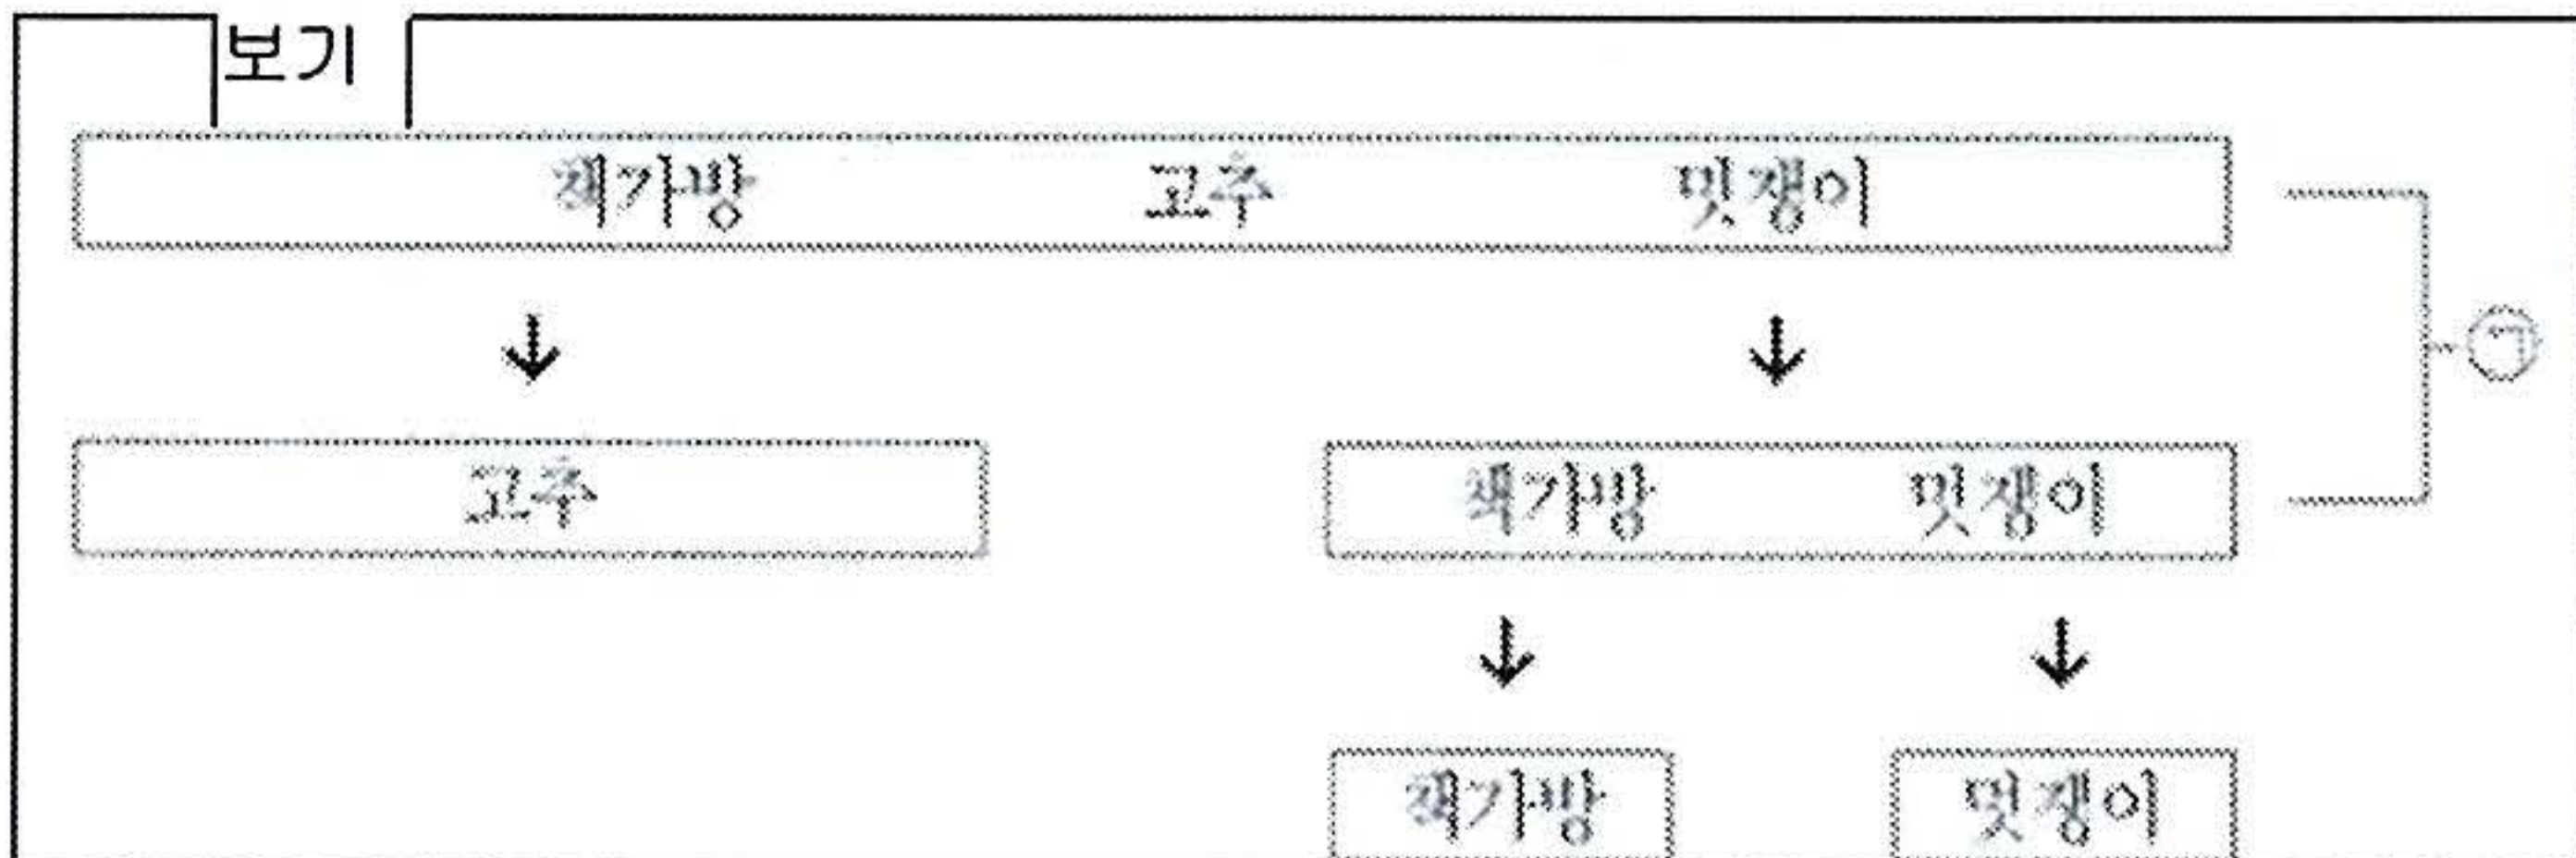 보기
책가방 고추 멋쟁이
↓ ↓
㉠
고추 책가방 멋쟁이
↓ ↓
책가방 멋쟁이